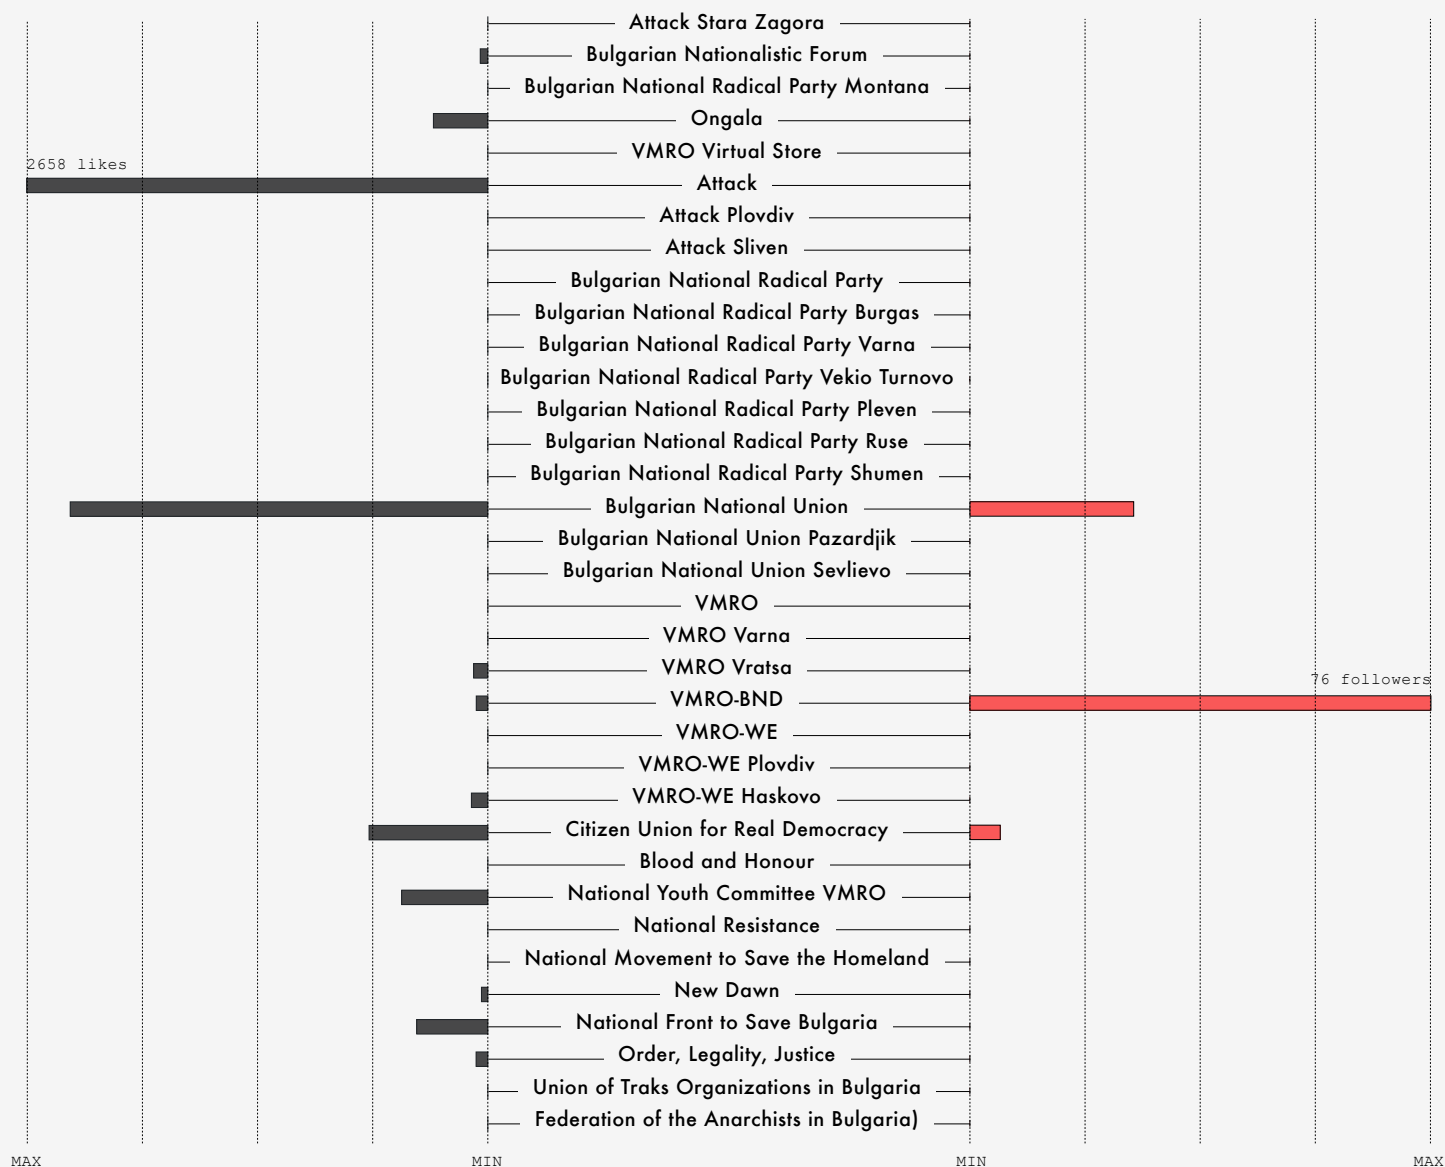 Attack Stara Zagora
Bulgarian Nationalistic Forum
Bulgarian National Radical Party Montana
Ongala
VMRO Virtual Store
2658 likes
Attack
Attack Plovdiv
Attack Sliven
Bulgarian National Radical Party
Bulgarian National Radical Party Burgas
Bulgarian National Radical Party Varna
Bulgarian National Radical Party Vekio Turnovo
Bulgarian National Radical Party Pleven
Bulgarian National Radical Party Ruse
Bulgarian National Radical Party Shumen
Bulgarian National Union
Bulgarian National Union Pazardjik
Bulgarian National Union Sevlievo
VMRO
VMRO Varna
VMRO Vratsa
76 followers
VMRO-BND
VMRO-WE
VMRO-WE Plovdiv
VMRO-WE Haskovo
Citizen Union for Real Democracy
Blood and Honour
National Youth Committee VMRO
National Resistance
National Movement to Save the Homeland
New Dawn
National Front to Save Bulgaria
Order, Legality, Justice
Union of Traks Organizations in Bulgaria
Federation of the Anarchists in Bulgaria)
MAX MIN MIN MAX